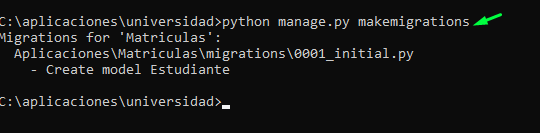 C:\aplicaciones\universidad>python manage.py makemigrations
Migrations for 'Matriculas':
  Aplicaciones\Matriculas\migrations\0001_initial.py
    - Create model Estudiante
C:\aplicaciones\universidad>